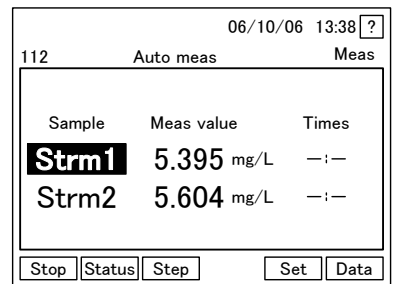 06/10/06 13:38 ?
112 Auto meas Meas
Sample Meas value Times
Strm1 5.395 mg/L –:–
Strm2 5.604 mg/L –:–
Stop Status Step Set Data